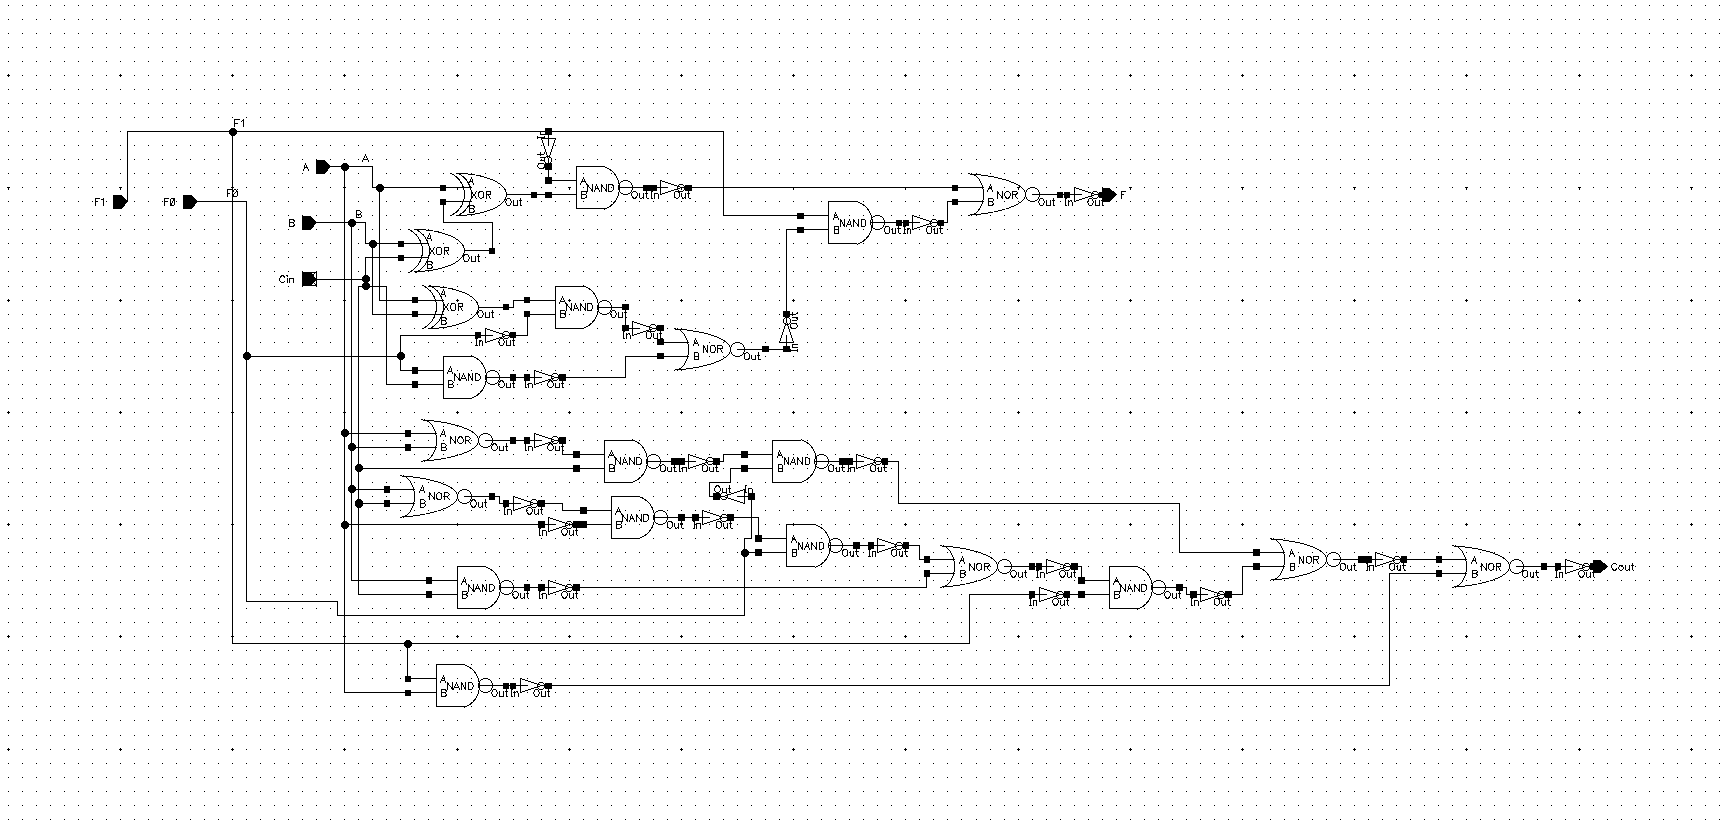 F1
A A
Out In
A NAND B Out In Out
A XOR B Out
F1 F0 F0
A NOR B Out In Out F
B B
A NAND B Out In Out
A XOR B Out
Cin
A XOR B Out
A NAND B Out
In Out
In Out
Out In
A NOR B Out
A NAND B Out In Out
A NOR B Out In Out
A NAND B Out In Out
A NAND B Out In Out
Out In
A NOR B Out In Out
In Out
A NAND B Out In Out
A NAND B Out In Out
A NOR B Out In Out
A NOR B Out In Out
A NOR B Out In Out Cout
A NAND B Out In Out
In Out
A NAND B Out In Out
A NAND B Out In Out